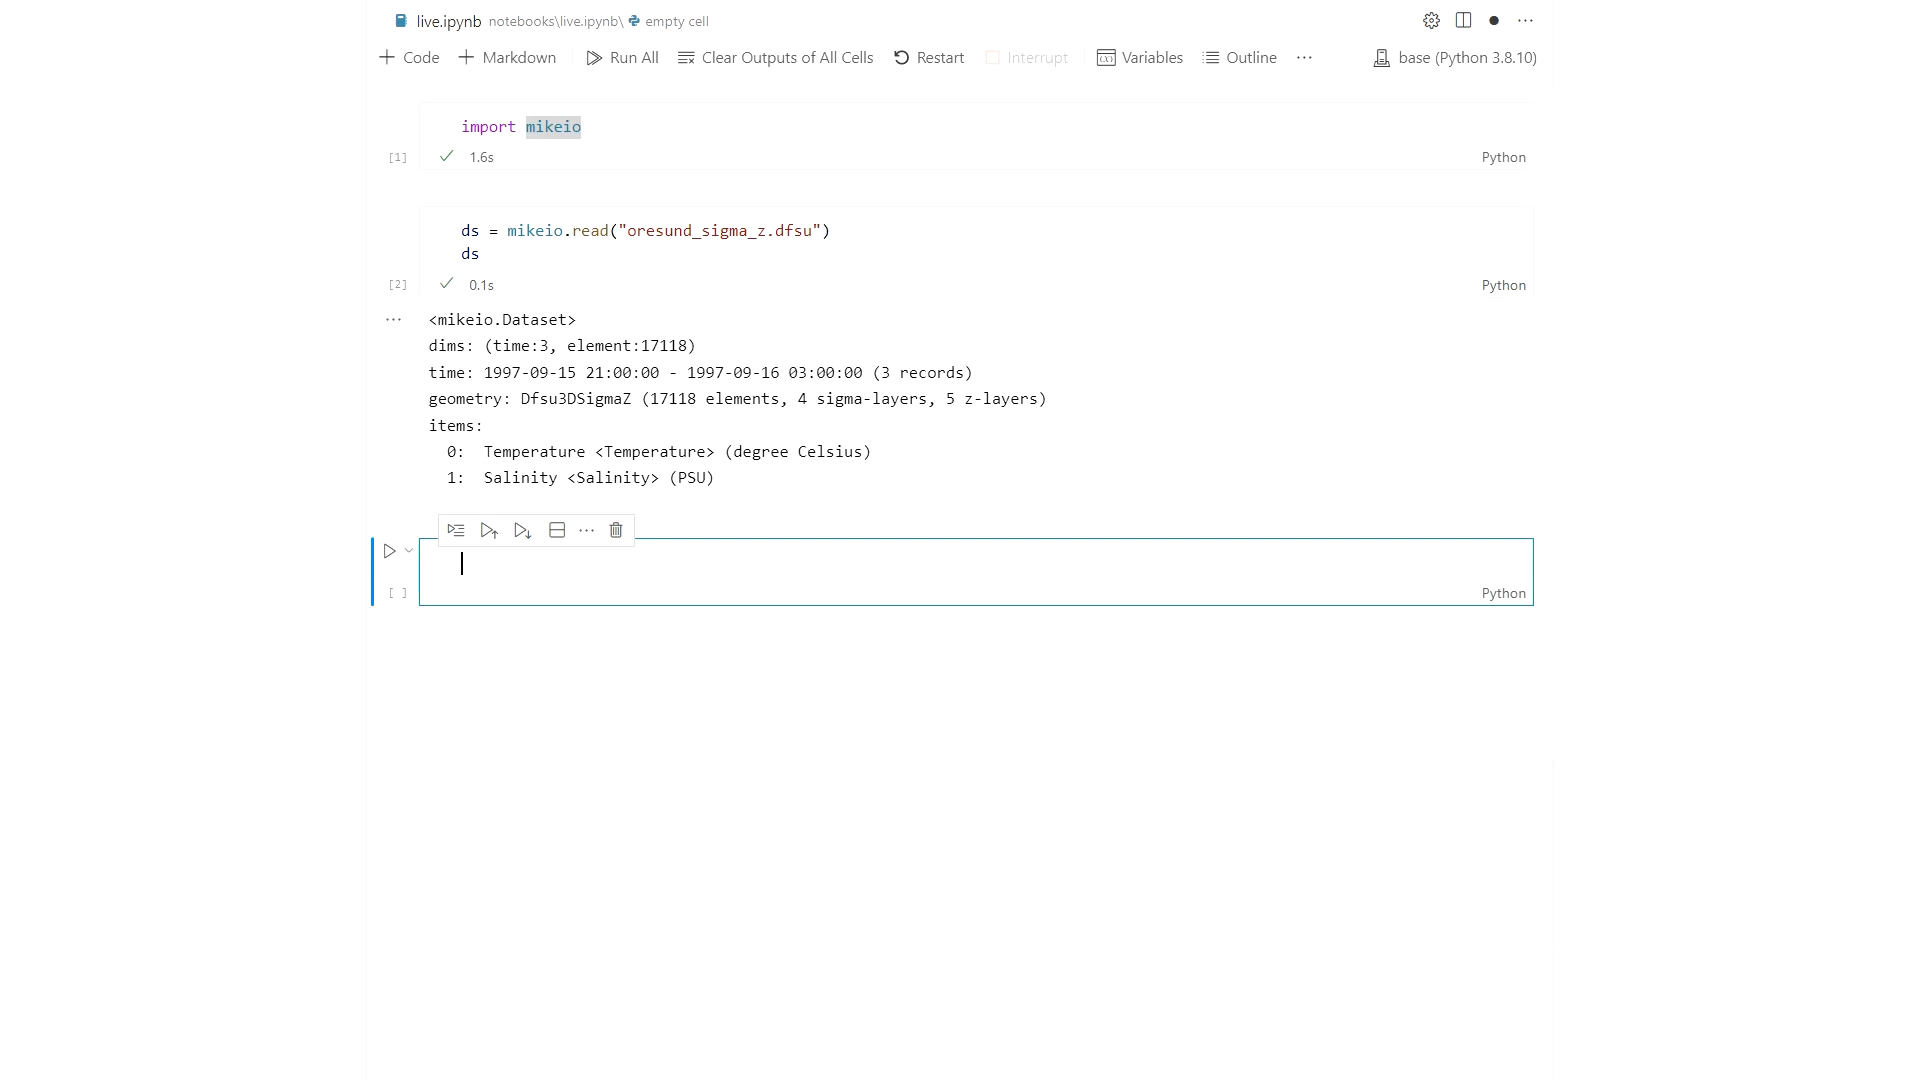 live.ipynb notebooks\live.ipynb\ empty cell
Code Markdown Run All Clear Outputs of All Cells Restart Interrupt Variables Outline ... base (Python 3.8.10)
import mikeio
[1] 1.6s Python
ds = mikeio.read("oresund_sigma_z.dfsu")
ds
[2] 0.1s Python
<mikeio.Dataset>
dims: (time:3, element:17118)
time: 1997-09-15 21:00:00 - 1997-09-16 03:00:00 (3 records)
geometry: Dfsu3DSigmaZ (17118 elements, 4 sigma-layers, 5 z-layers)
items:
  0:  Temperature <Temperature> (degree Celsius)
  1:  Salinity <Salinity> (PSU)
[ ] Python